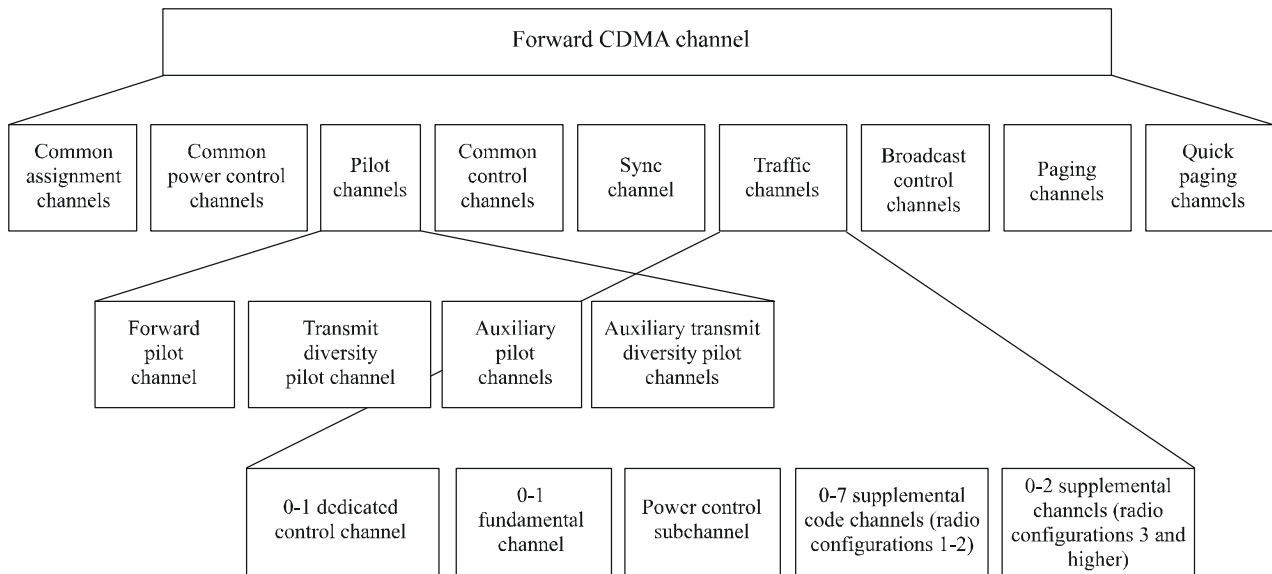 Forward CDMA channel
Common
assignment
channels
Common
power control
channels
Pilot
channels
Common
control
channels
Sync
channel
Traffic
channels
Broadcast
control
channels
Paging
channels
Quick
paging
channels
Forward
pilot
channel
Transmit
diversity
pilot channel
Auxiliary
pilot
channels
Auxiliary transmit
diversity pilot
channels
0-1 dedicated
control channel
0-1
fundamental
channel
Power control
subchannel
0-7 supplemental
code channels (radio
configurations 1-2)
0-2 supplemental
channels (radio
configurations 3 and
higher)